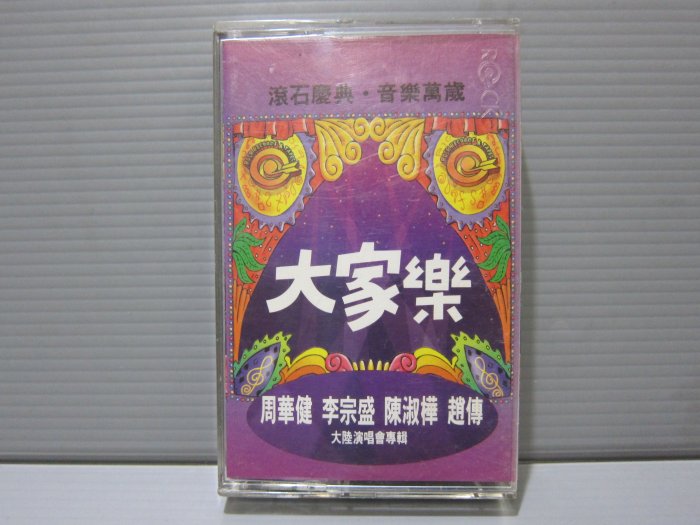 滾石慶典・音樂萬歲
大家樂
周華健 李宗盛 陳淑樺 趙傳
大陸演唱會專輯